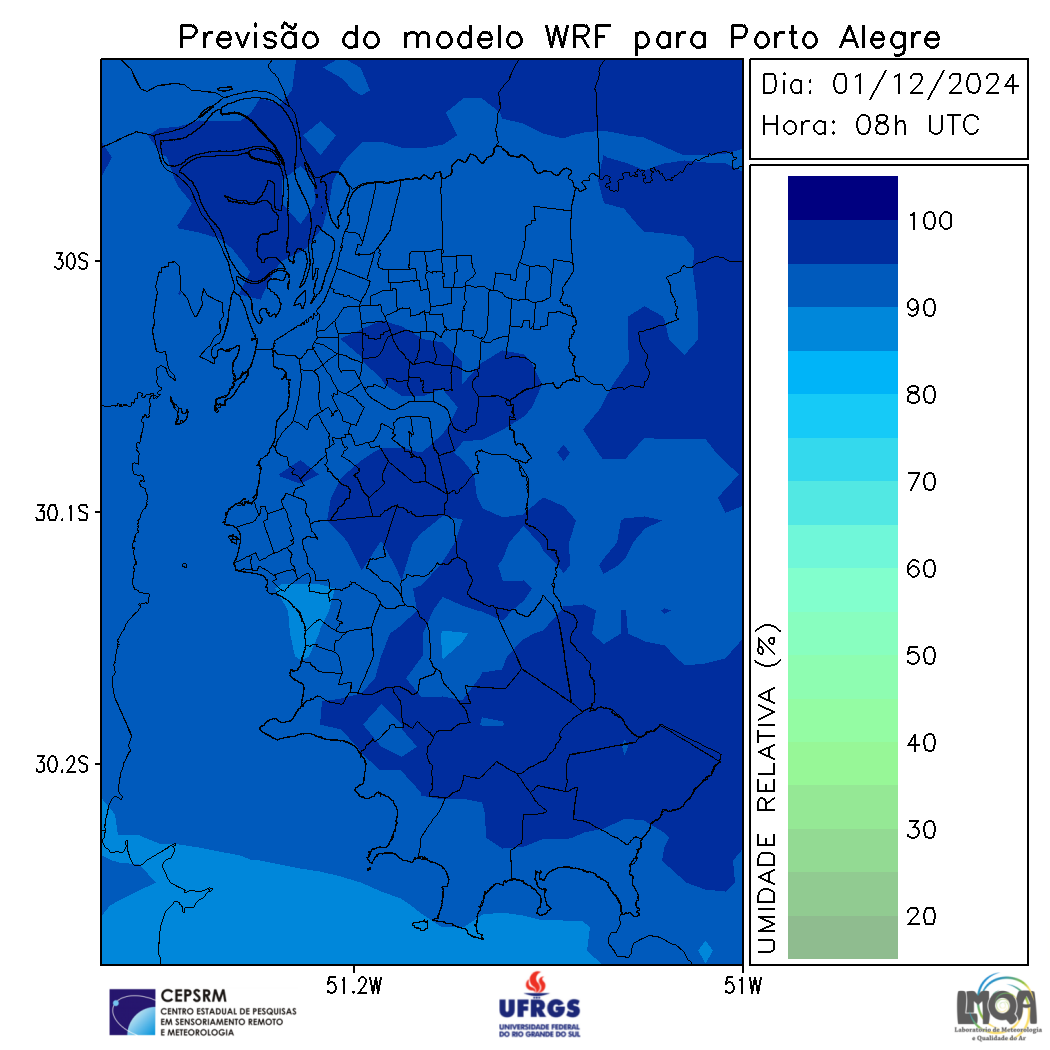 Previsão do modelo WRF para Porto Alegre
Dia: 01/12/2024
Hora: 08h UTC
30S
30.1S
30.2S
51.2W
51W
UMIDADE RELATIVA (%)
100
90
80
70
60
50
40
30
20
CEPSRM
CENTRO ESTADUAL DE PESQUISAS
EM SENSORIAMENTO REMOTO
E METEOROLOGIA
UFRGS
UNIVERSIDADE FEDERAL
DO RIO GRANDE DO SUL
LMQA
Laboratório de Meteorologia
e Qualidade do Ar